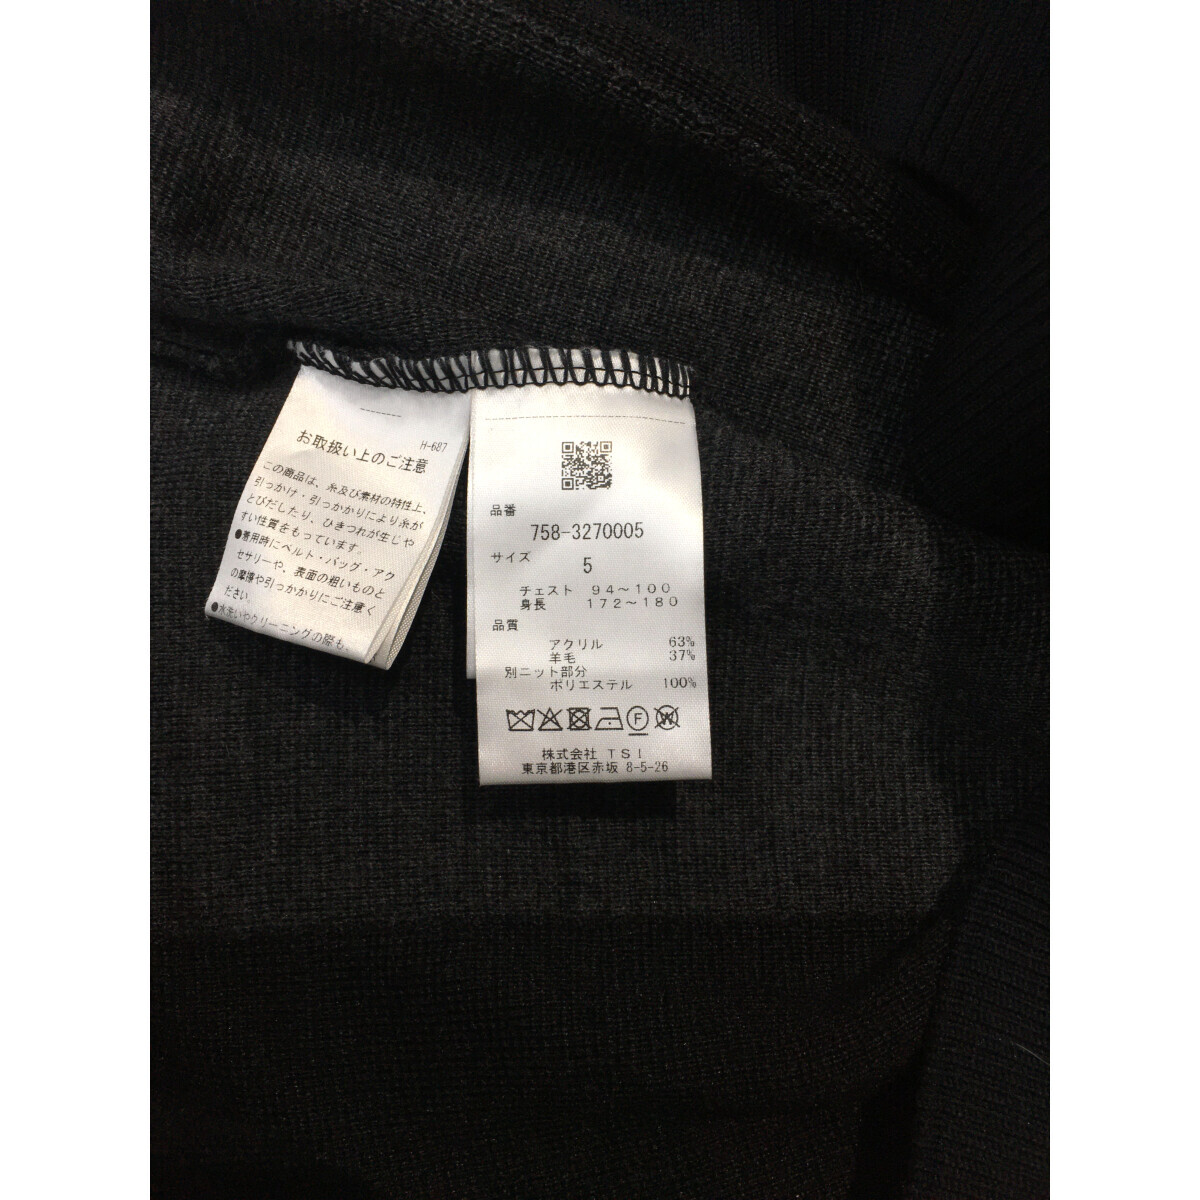 H-687
お取扱い上のご注意
この商品は、糸及び素材の特性上、
引っかけ・引っかかりにより糸が
とびだしたり、ひきつれが生じや
すい性質をもっています。
●着用時にベルト・バッグ・アク
セサリーや、表面の粗いものと
の摩擦や引っかかりにご注意く
ださい。
●水洗いやクリーニングの際も、
品番
758-3270005
サイズ
5
チェスト 94～100
身長 172～180
品質
アクリル 63%
羊毛 37%
別ニット部分
ポリエステル 100%
F W
株式会社 TSI
東京都港区赤坂 8-5-26